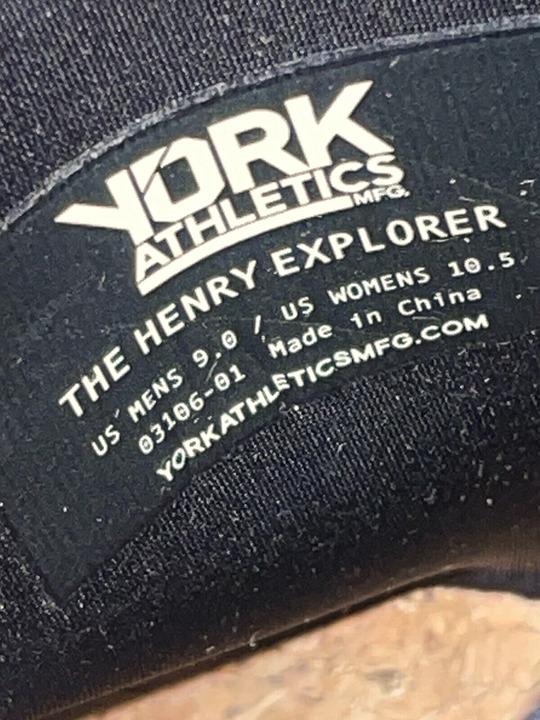 YORK
ATHLETICS
MFG.
THE HENRY EXPLORER
US MENS 9.0 / US WOMENS 10.5
03106-01 Made in China
YORKATHLETICSMFG.COM